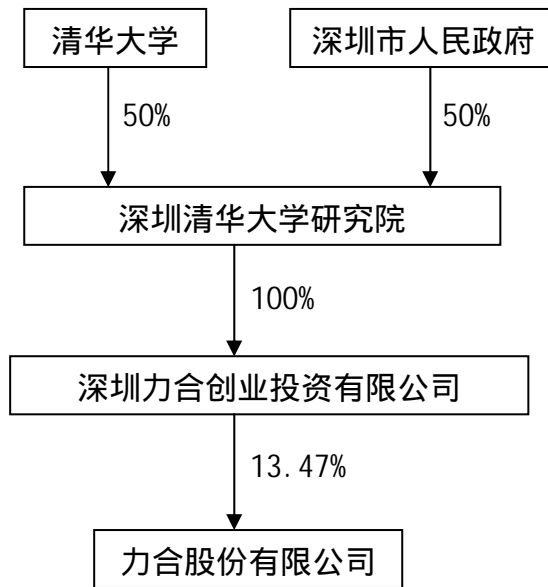 清华大学
深圳市人民政府
50%
50%
深圳清华大学研究院
100%
深圳力合创业投资有限公司
13.47%
力合股份有限公司